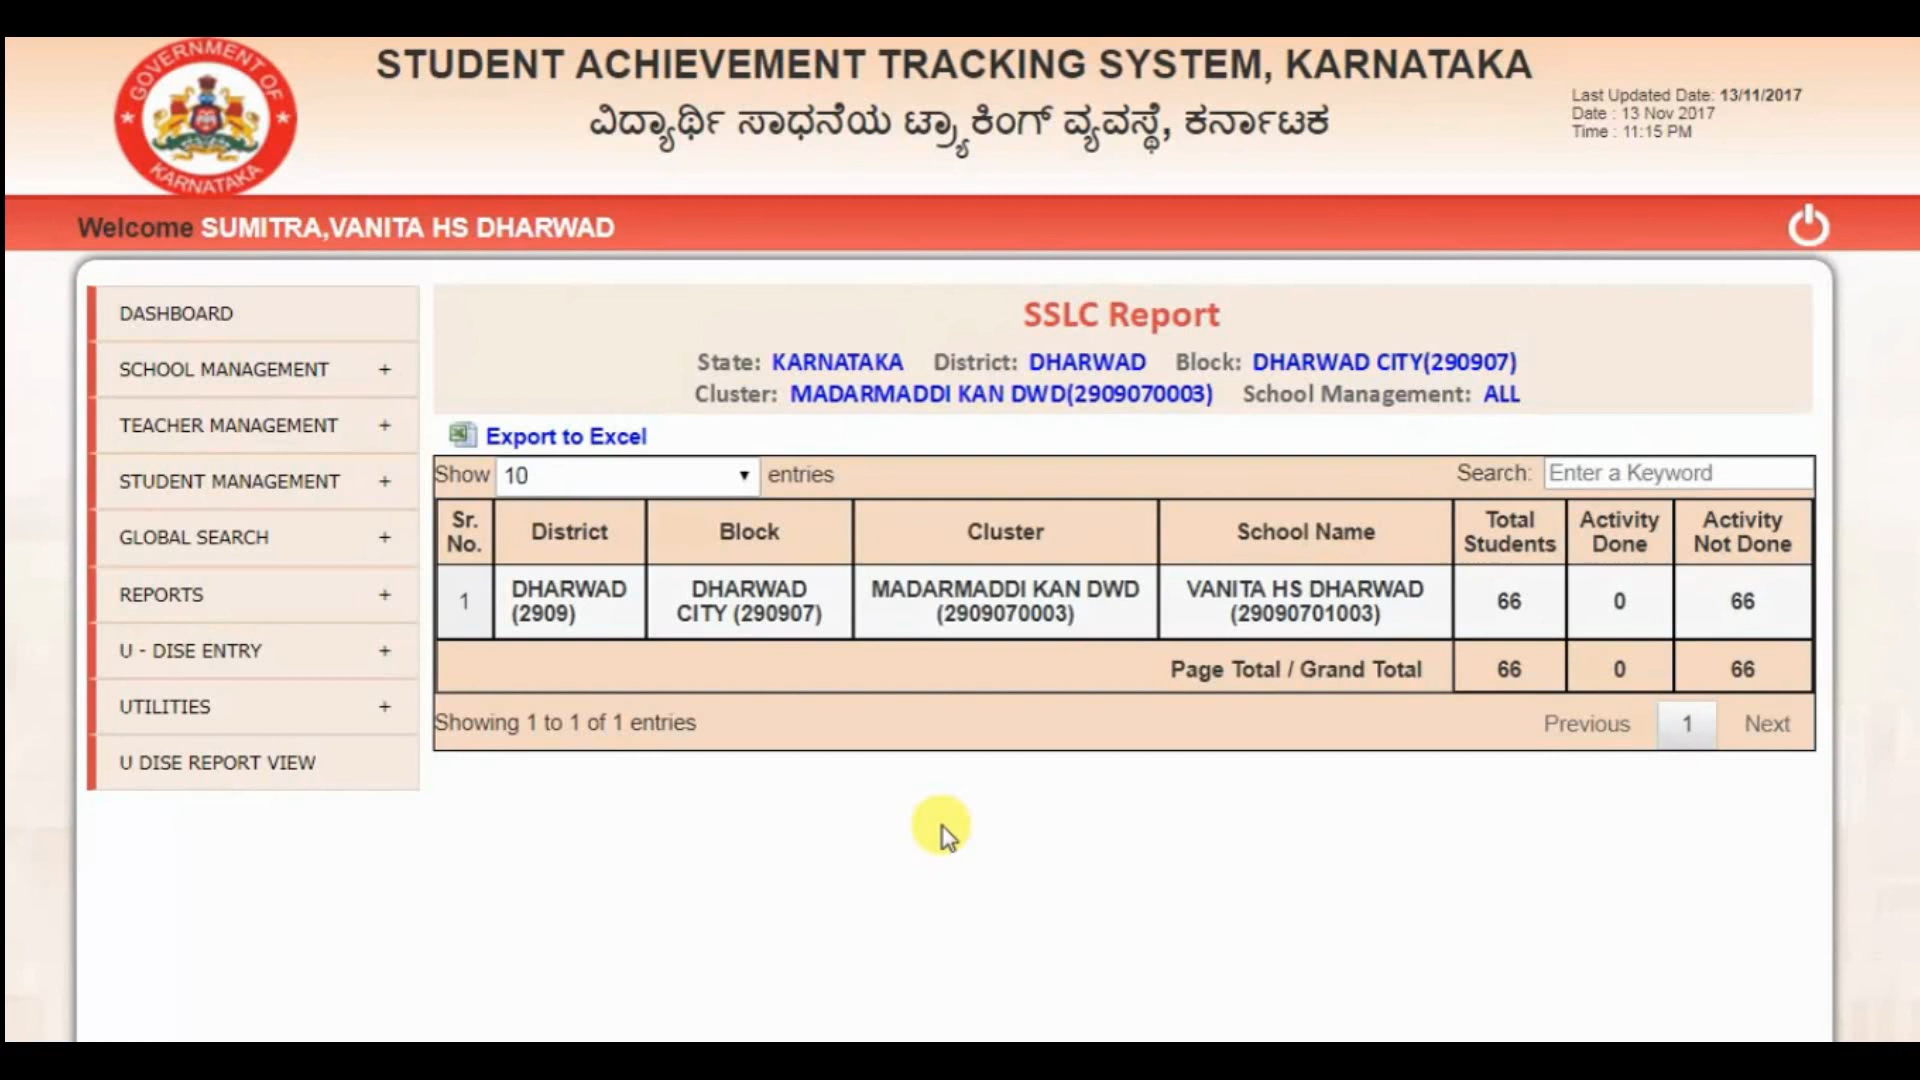 GOVERNMENT OF
KARNATAKA
STUDENT ACHIEVEMENT TRACKING SYSTEM, KARNATAKA
ವಿದ್ಯಾರ್ಥಿ ಸಾಧನೆಯ ಟ್ರ್ಯಾಕಿಂಗ್ ವ್ಯವಸ್ಥೆ, ಕರ್ನಾಟಕ
Last Updated Date: 13/11/2017
Date : 13 Nov 2017
Time : 11:15 PM
Welcome SUMITRA,VANITA HS DHARWAD
DASHBOARD
SCHOOL MANAGEMENT +
TEACHER MANAGEMENT +
STUDENT MANAGEMENT +
GLOBAL SEARCH +
REPORTS +
U - DISE ENTRY +
UTILITIES +
U DISE REPORT VIEW
SSLC Report
State: KARNATAKA District: DHARWAD Block: DHARWAD CITY(290907)
Cluster: MADARMADDI KAN DWD(2909070003) School Management: ALL
Export to Excel
Show 10 entries Search: Enter a Keyword
Sr. No. District Block Cluster School Name Total Students Activity Done Activity Not Done
1 DHARWAD (2909) DHARWAD CITY (290907) MADARMADDI KAN DWD (2909070003) VANITA HS DHARWAD (29090701003) 66 0 66
Page Total / Grand Total 66 0 66
Showing 1 to 1 of 1 entries Previous 1 Next